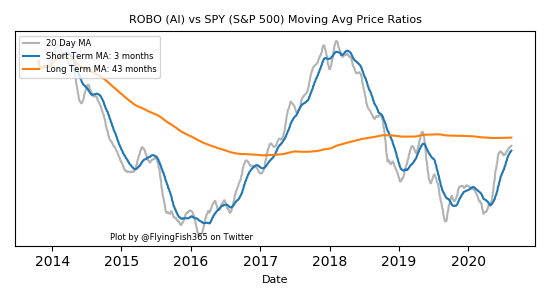 ROBO (AI) vs SPY (S&P 500) Moving Avg Price Ratios
20 Day MA
Short Term MA: 3 months
Long Term MA: 43 months
Plot by @FlyingFish365 on Twitter
2014 2015 2016 2017 2018 2019 2020
Date